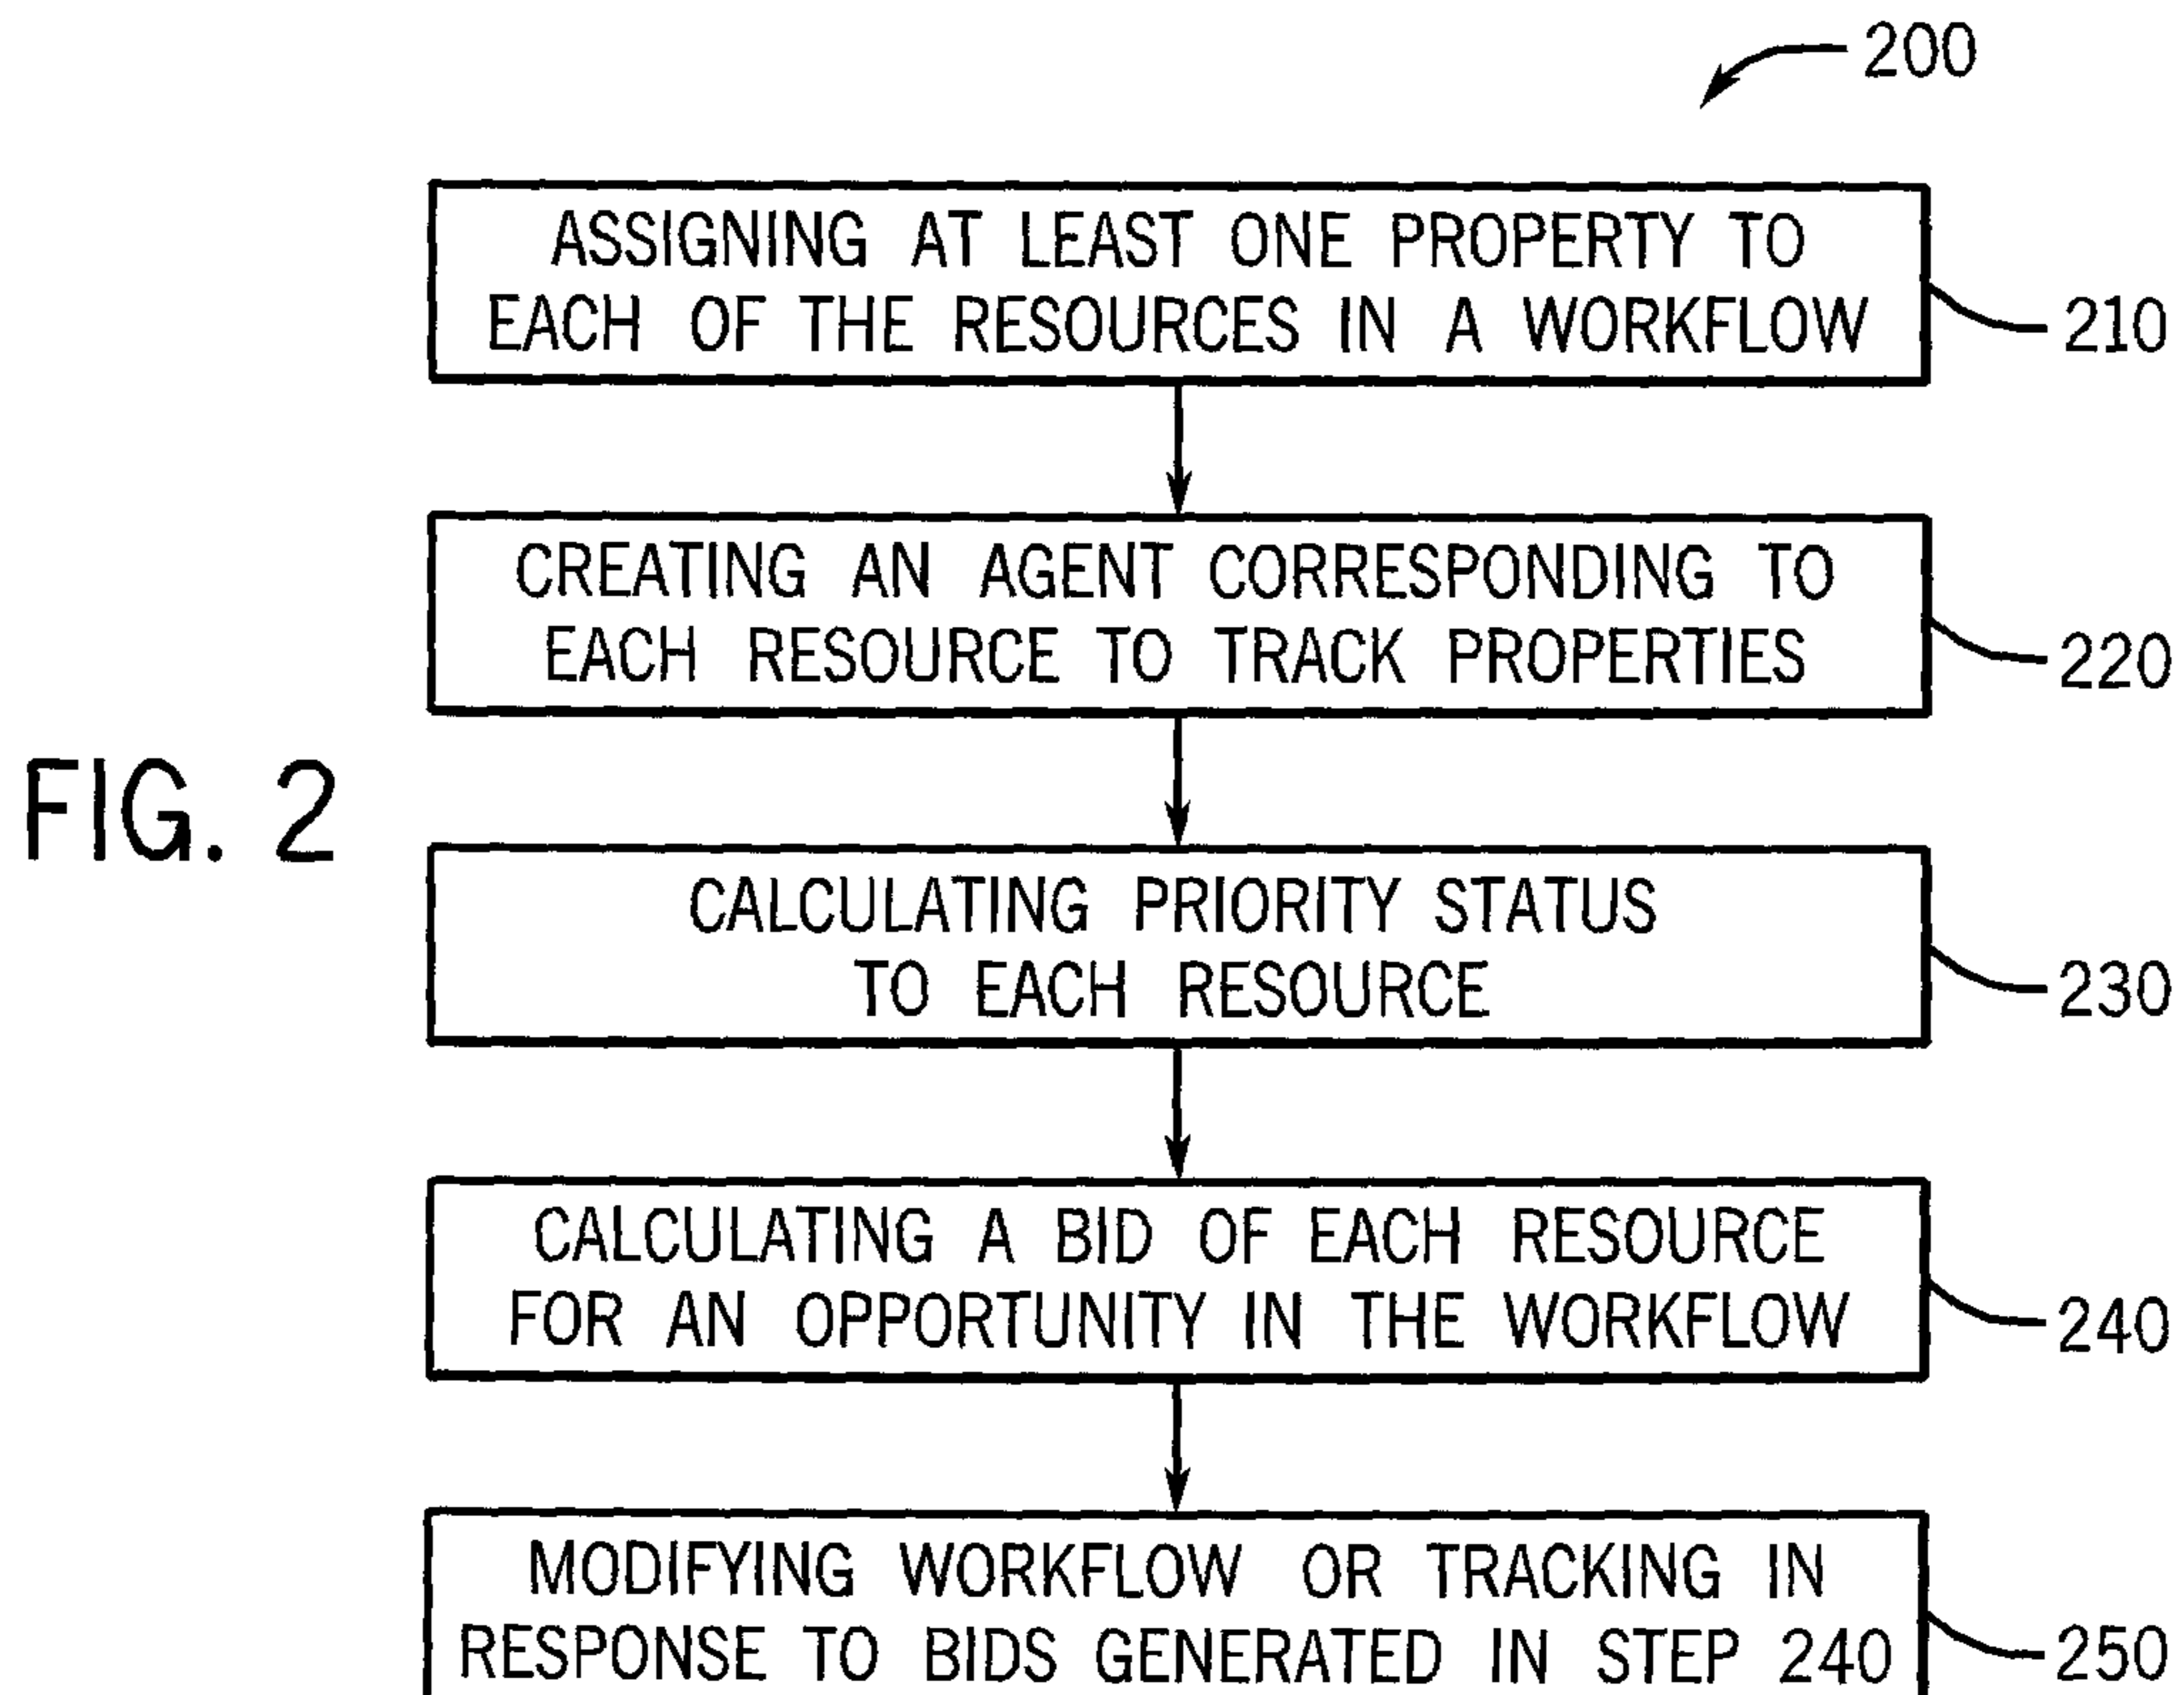 200
ASSIGNING AT LEAST ONE PROPERTY TO
EACH OF THE RESOURCES IN A WORKFLOW
210
CREATING AN AGENT CORRESPONDING TO
EACH RESOURCE TO TRACK PROPERTIES
220
FIG. 2
CALCULATING PRIORITY STATUS
TO EACH RESOURCE
230
CALCULATING A BID OF EACH RESOURCE
FOR AN OPPORTUNITY IN THE WORKFLOW
240
MODIFYING WORKFLOW OR TRACKING IN
RESPONSE TO BIDS GENERATED IN STEP 240
250